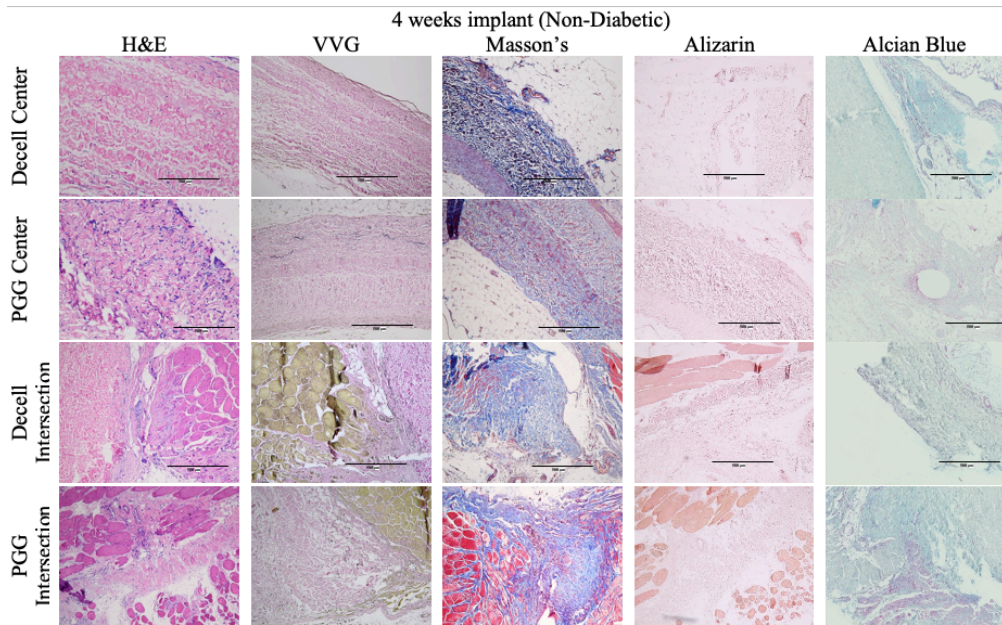 4 weeks implant (Non-Diabetic)
H&E VVG Masson's Alizarin Alcian Blue
Decell Center
PGG Center
Decell
Intersection
PGG
Intersection